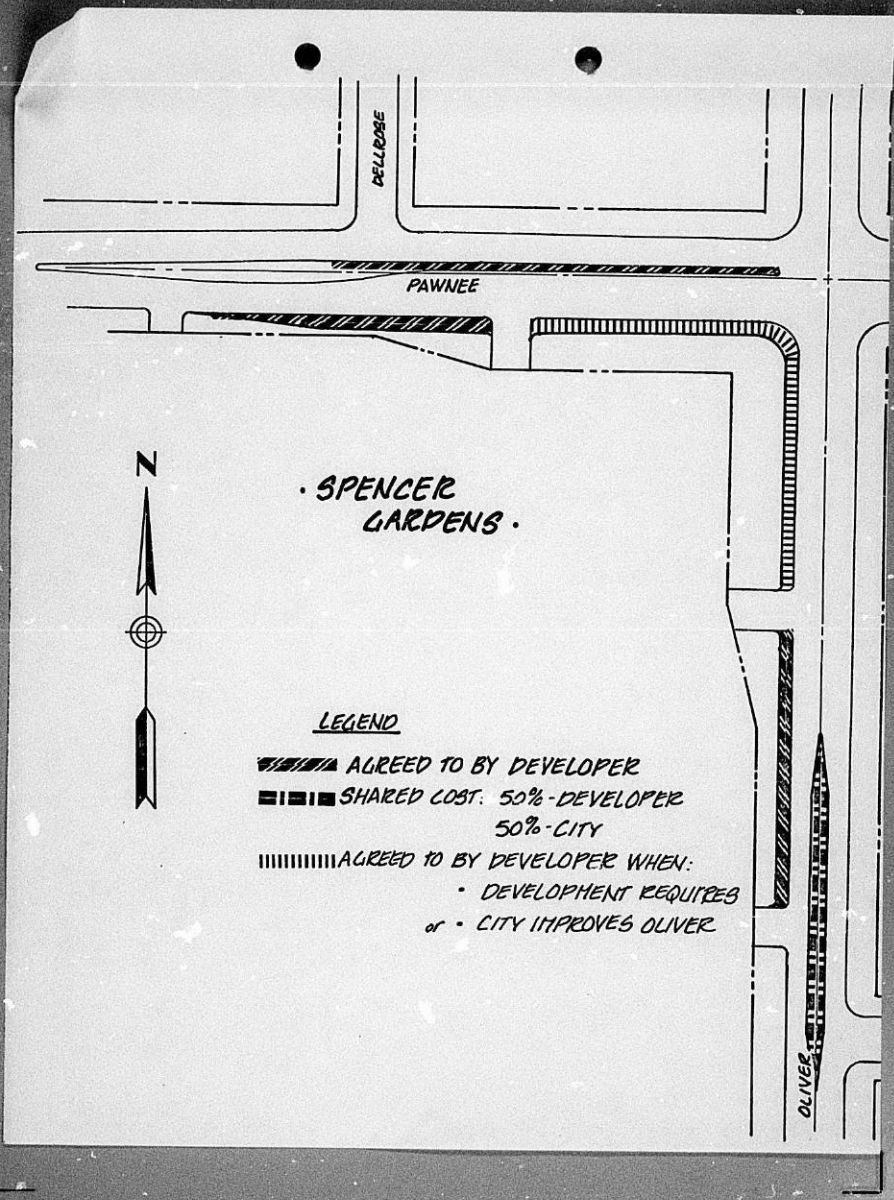 DELLROSE
PAWNEE
N
· SPENCER
GARDENS ·
LEGEND
AGREED TO BY DEVELOPER
SHARED COST: 50%-DEVELOPER
50%-CITY
AGREED TO BY DEVELOPER WHEN:
· DEVELOPMENT REQUIRES
or · CITY IMPROVES OLIVER
OLIVER